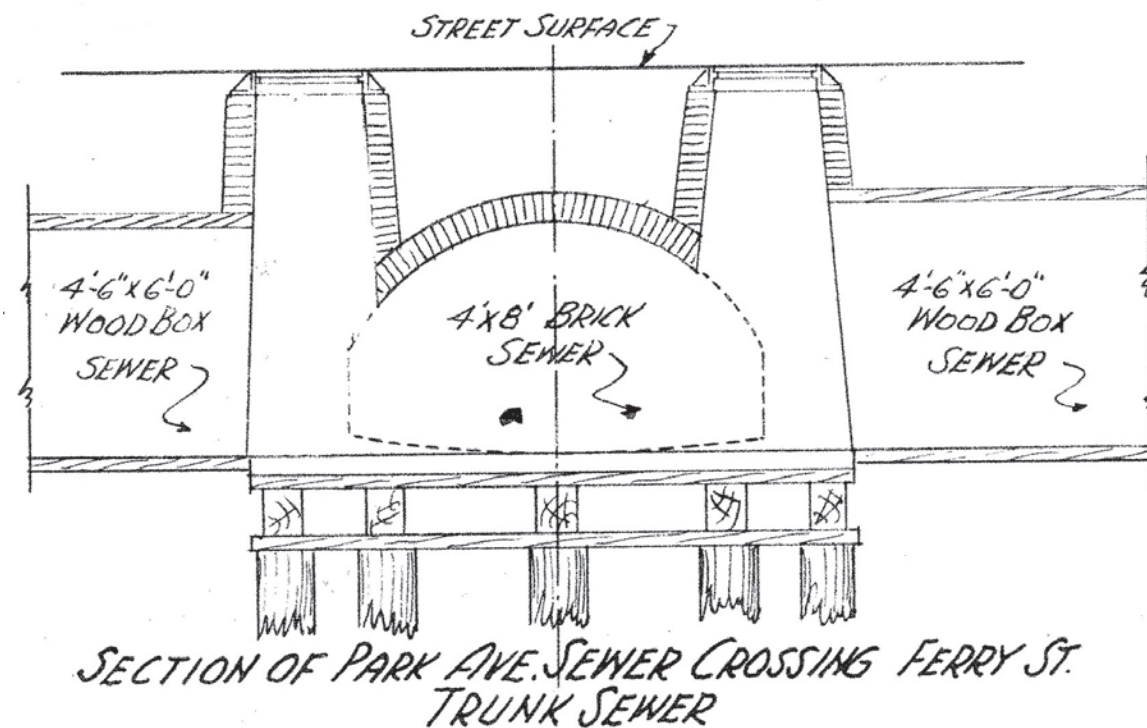 STREET SURFACE
4'-6"x6'-0"
WOOD BOX
SEWER
4'x8' BRICK
SEWER
4'-6"x6'-0"
WOOD BOX
SEWER
SECTION OF PARK AVE. SEWER CROSSING FERRY ST.
TRUNK SEWER